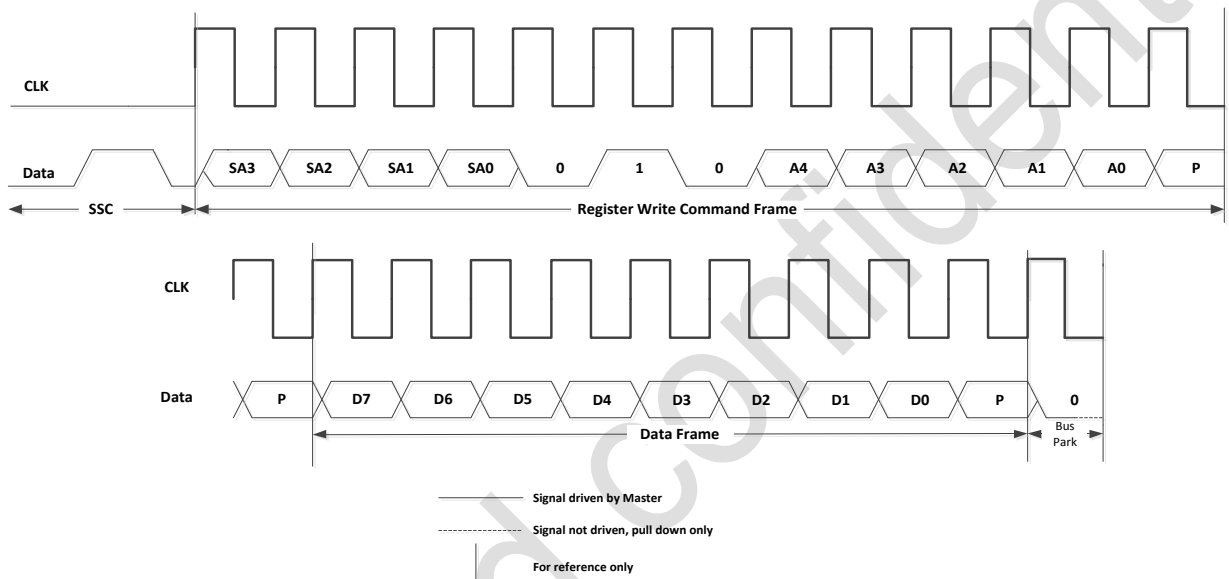 CLK
Data SA3 SA2 SA1 SA0 0 1 0 A4 A3 A2 A1 A0 P
SSC Register Write Command Frame
CLK
Data P D7 D6 D5 D4 D3 D2 D1 D0 P 0
Data Frame Bus
Park
Signal driven by Master
Signal not driven, pull down only
For reference only
d confident